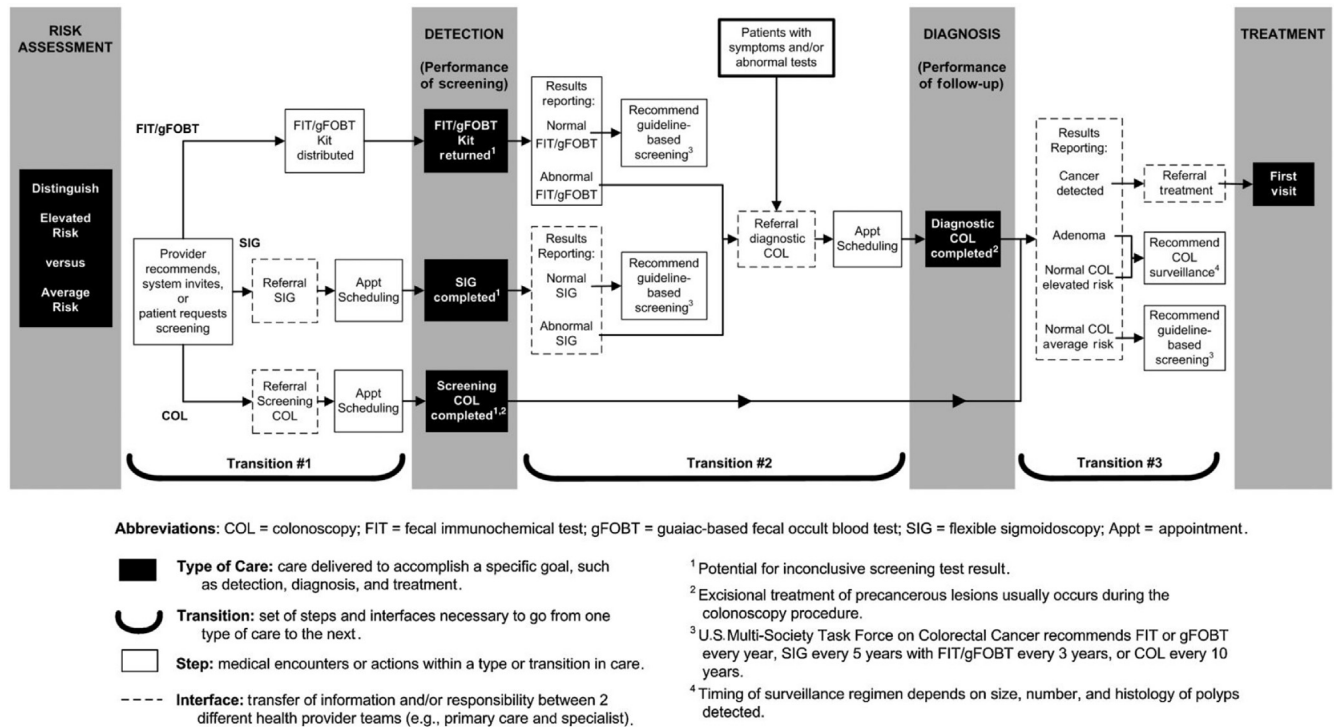 RISK
ASSESSMENT
DETECTION
(Performance
of screening)
DIAGNOSIS
(Performance
of follow-up)
TREATMENT
Distinguish
Elevated
Risk
versus
Average
Risk
Provider
recommends,
system invites,
or
patient requests
screening
FIT/gFOBT
FIT/gFOBT
Kit
distributed
FIT/gFOBT
Kit
returned¹
Results
reporting:
Normal
FIT/gFOBT
Abnormal
FIT/gFOBT
Recommend
guideline-
based
screening³
Patients with
symptoms and/or
abnormal tests
SIG
Referral
SIG
Appt
Scheduling
SIG
completed¹
Results
Reporting:
Normal
SIG
Abnormal
SIG
Recommend
guideline-
based
screening³
Referral
diagnostic
COL
Appt
Scheduling
Diagnostic
COL
completed²
COL
Referral
Screening
COL
Appt
Scheduling
Screening
COL
completed¹,²
Results
Reporting:
Cancer
detected
Adenoma
Normal COL
elevated risk
Normal COL
average risk
Referral
treatment
First
visit
Recommend
COL
surveillance⁴
Recommend
guideline-
based
screening³
Transition #1
Transition #2
Transition #3
Abbreviations: COL = colonoscopy; FIT = fecal immunochemical test; gFOBT = guaiac-based fecal occult blood test; SIG = flexible sigmoidoscopy; Appt = appointment.
Type of Care: care delivered to accomplish a specific goal, such
as detection, diagnosis, and treatment.
Transition: set of steps and interfaces necessary to go from one
type of care to the next.
Step: medical encounters or actions within a type or transition in care.
Interface: transfer of information and/or responsibility between 2
different health provider teams (e.g., primary care and specialist).
¹ Potential for inconclusive screening test result.
² Excisional treatment of precancerous lesions usually occurs during the
colonoscopy procedure.
³ U.S. Multi-Society Task Force on Colorectal Cancer recommends FIT or gFOBT
every year, SIG every 5 years with FIT/gFOBT every 3 years, or COL every 10
years.
⁴ Timing of surveillance regimen depends on size, number, and histology of polyps
detected.